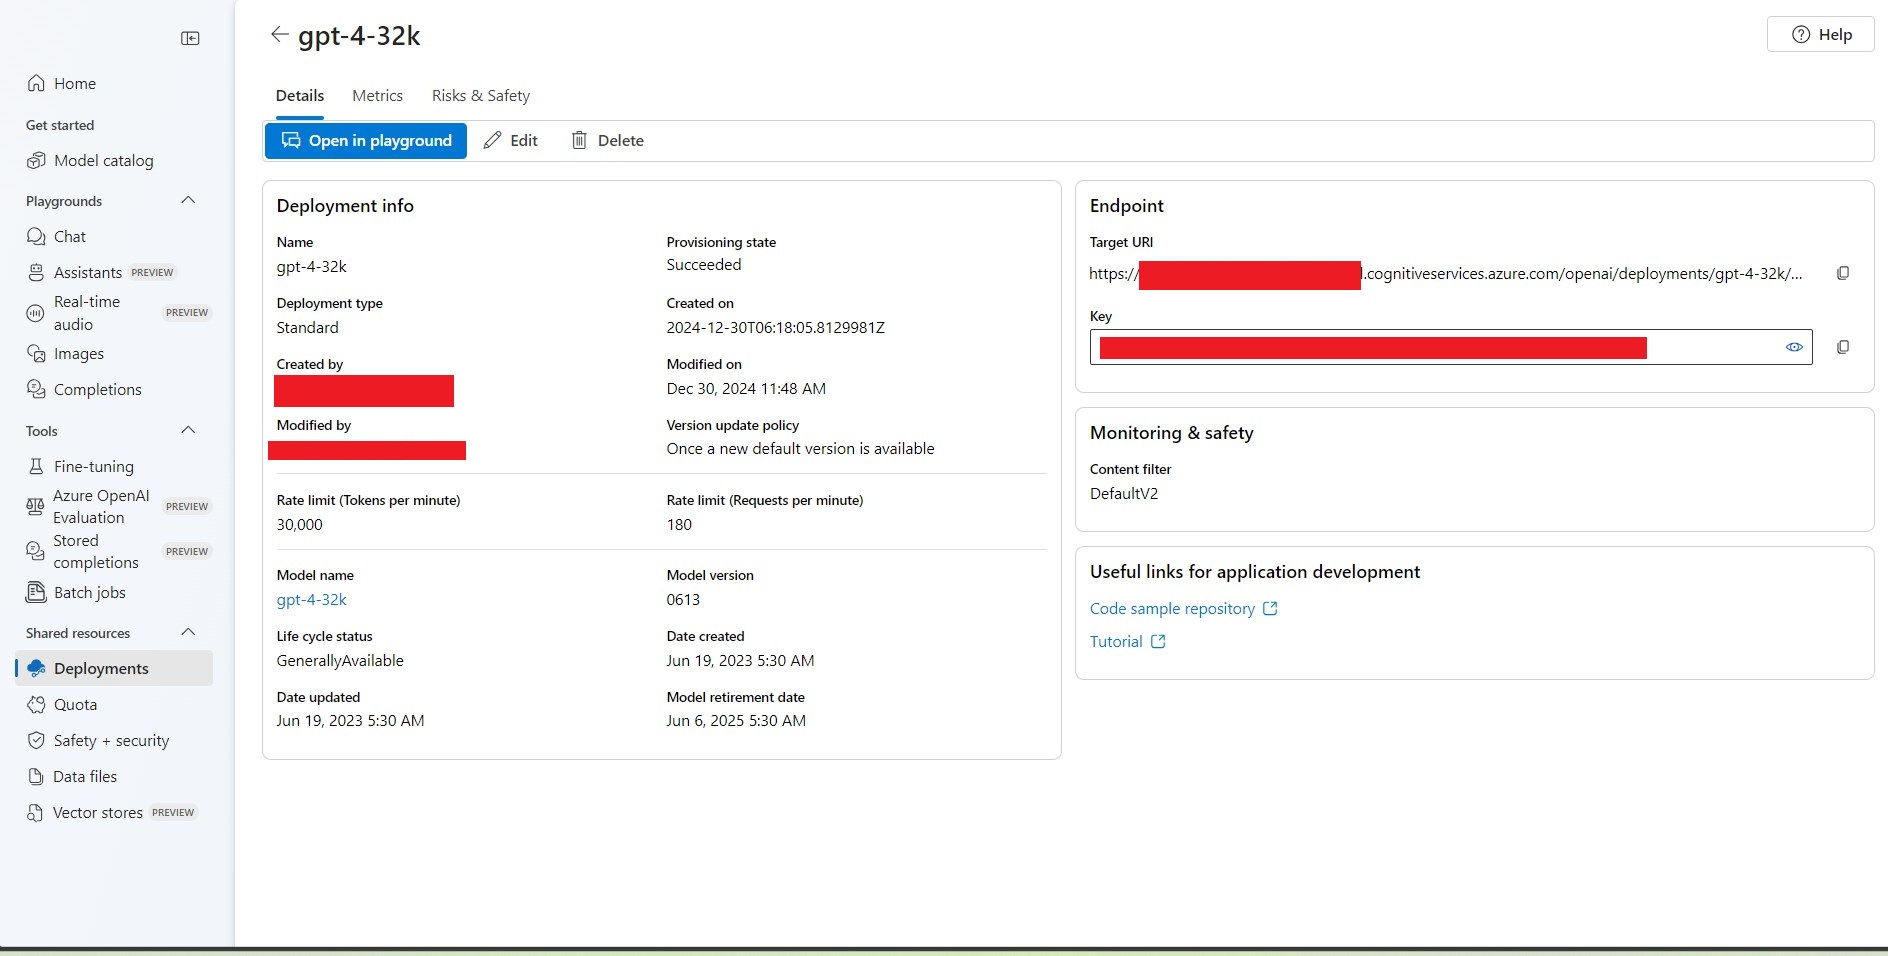 gpt-4-32k
Help
Home
Get started
Model catalog
Playgrounds
Chat
Assistants PREVIEW
Real-time
audio
PREVIEW
Images
Completions
Tools
Fine-tuning
Azure OpenAI
Evaluation
PREVIEW
Stored
completions
PREVIEW
Batch jobs
Shared resources
Deployments
Quota
Safety + security
Data files
Vector stores PREVIEW
Details Metrics Risks & Safety
Open in playground Edit Delete
Deployment info
Name
gpt-4-32k
Provisioning state
Succeeded
Deployment type
Standard
Created on
2024-12-30T06:18:05.8129981Z
Created by
Modified on
Dec 30, 2024 11:48 AM
Modified by
Version update policy
Once a new default version is available
Rate limit (Tokens per minute)
30,000
Rate limit (Requests per minute)
180
Model name
gpt-4-32k
Model version
0613
Life cycle status
GenerallyAvailable
Date created
Jun 19, 2023 5:30 AM
Date updated
Jun 19, 2023 5:30 AM
Model retirement date
Jun 6, 2025 5:30 AM
Endpoint
Target URI
https:// .cognitiveservices.azure.com/openai/deployments/gpt-4-32k/...
Key
Monitoring & safety
Content filter
DefaultV2
Useful links for application development
Code sample repository
Tutorial